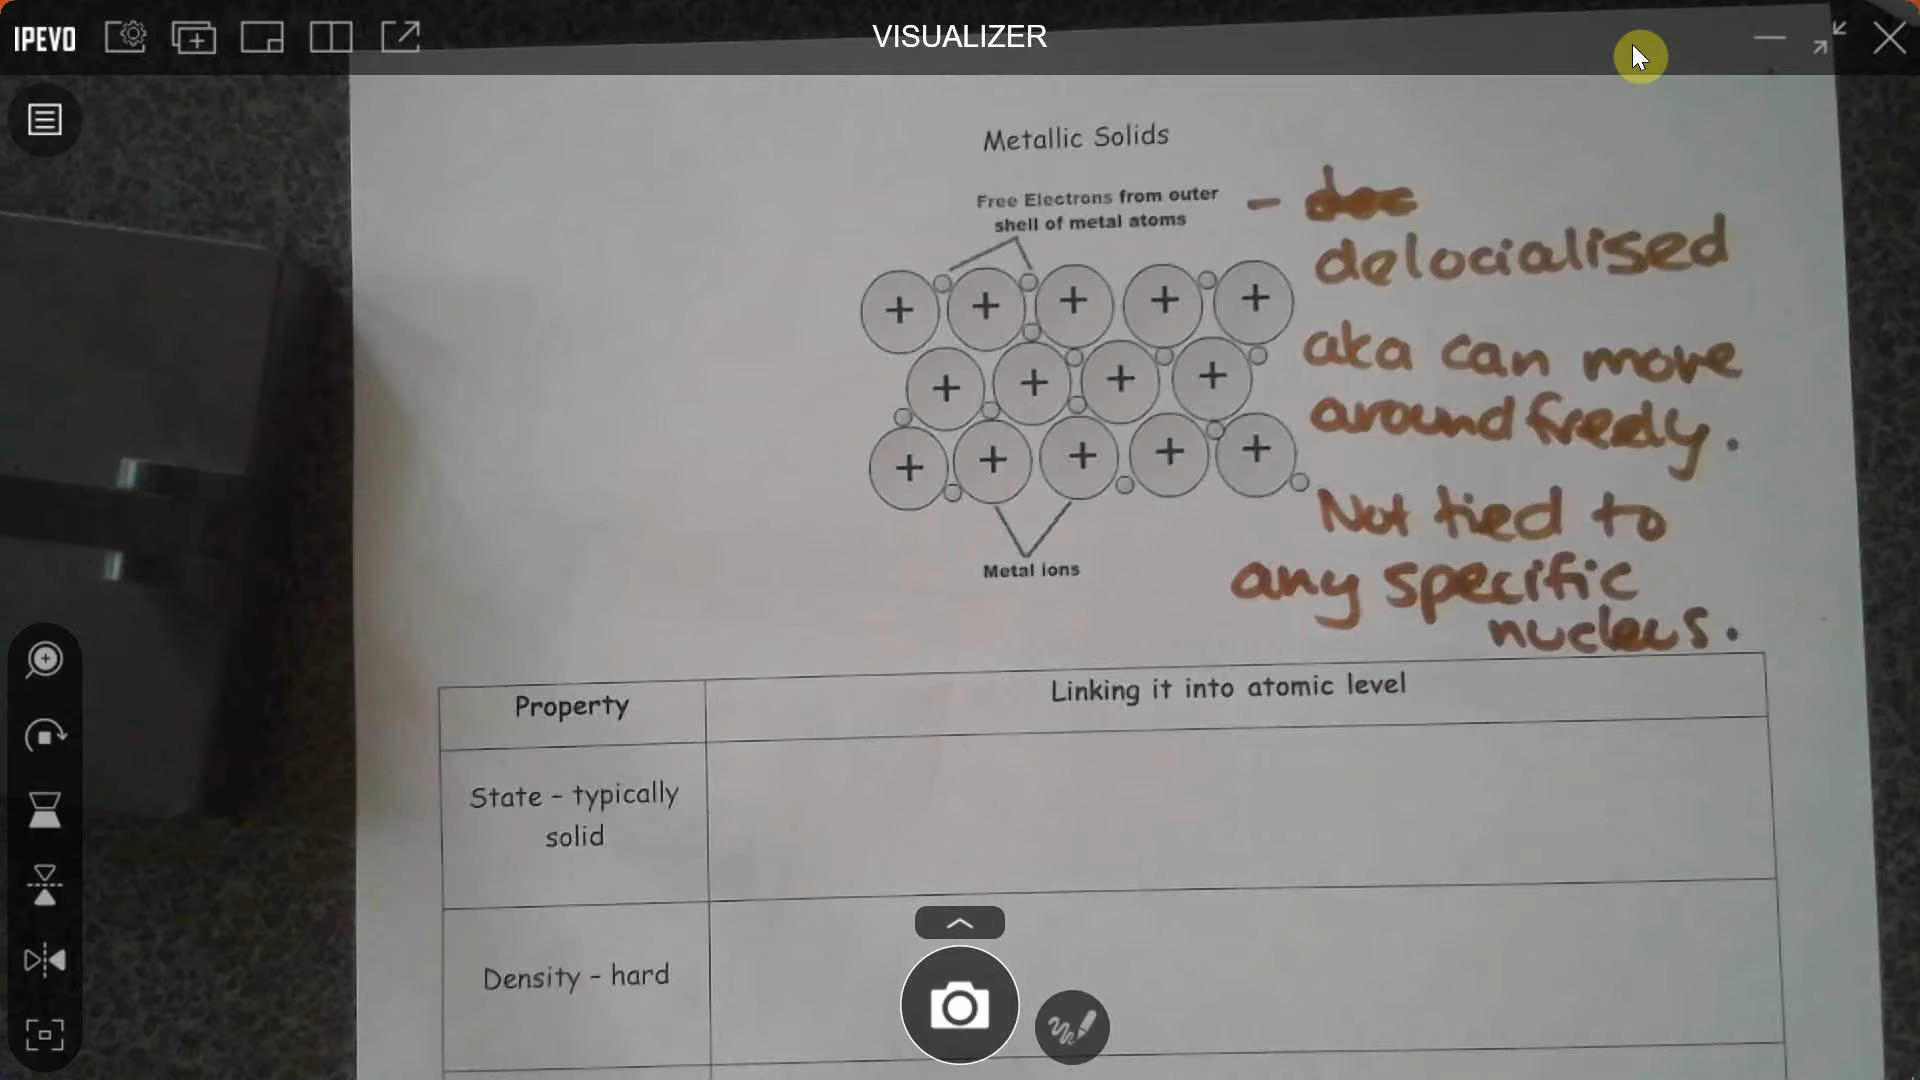 IPEVO
VISUALIZER
Metallic Solids
Free Electrons from outer
shell of metal atoms
-
delocialised
aka can move
around freely.
Not tied to
any specific
nucleus.
+ + + + +
+ + + +
+ + + + +
Metal ions
Property
Linking it into atomic level
State - typically
solid
Density - hard